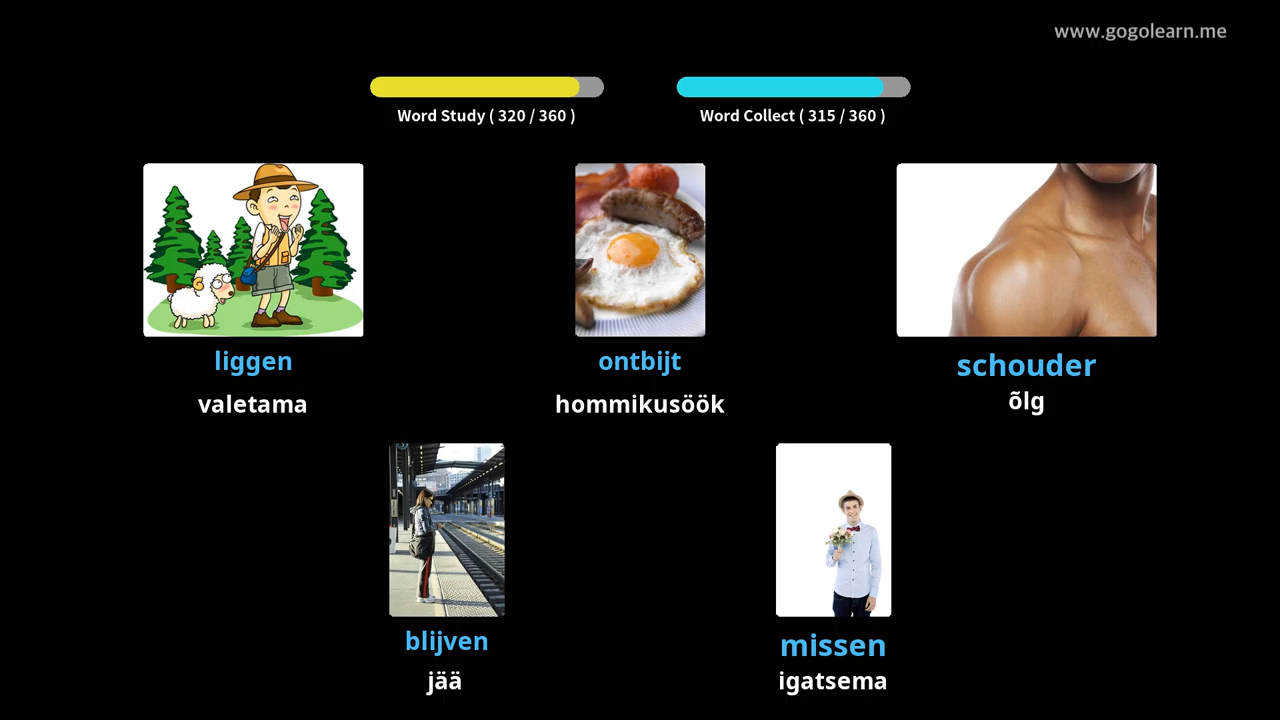 www.gogolearn.me
Word Study ( 320 / 360 )
Word Collect ( 315 / 360 )
liggen
valetama
ontbijt
hommikusöök
schouder
õlg
blijven
jää
missen
igatsema